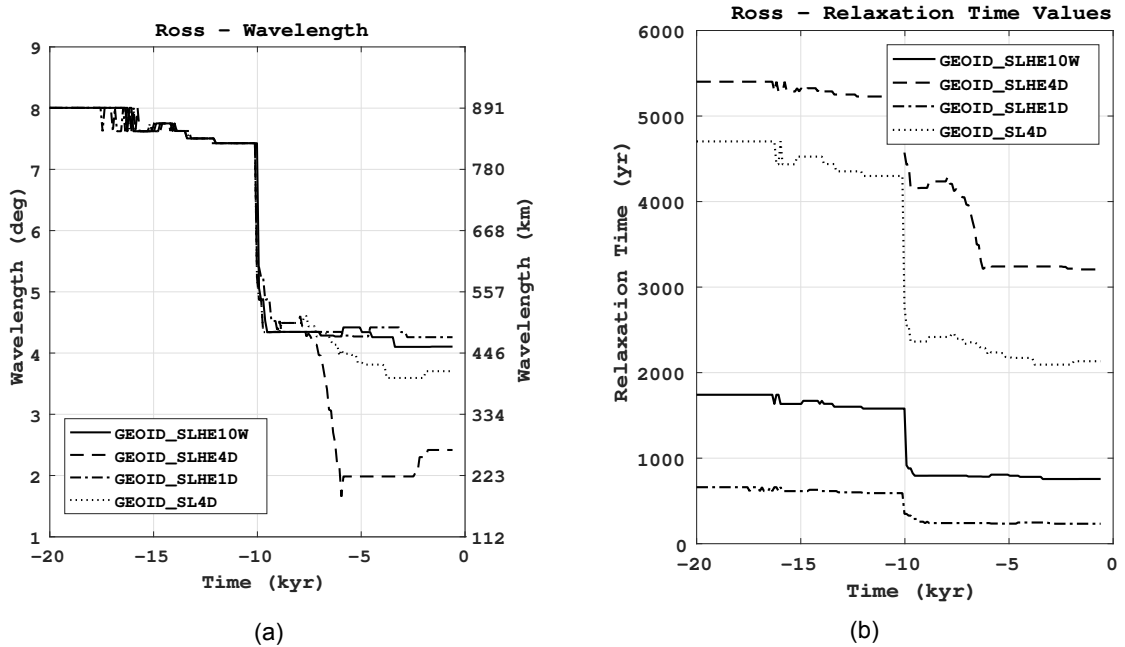 Ross – Wavelength
9
8
7
6
5
4
3
2
1
Wavelength (deg)
891
780
668
557
446
334
223
112
Wavelength (km)
GEOID_SLHE10W
GEOID_SLHE4D
GEOID_SLHE1D
GEOID_SL4D
−20 −15 −10 −5 0
Time (kyr)
(a)
Ross – Relaxation Time Values
6000
5000
4000
3000
2000
1000
0
Relaxation Time (yr)
GEOID_SLHE10W
GEOID_SLHE4D
GEOID_SLHE1D
GEOID_SL4D
−20 −15 −10 −5 0
Time (kyr)
(b)